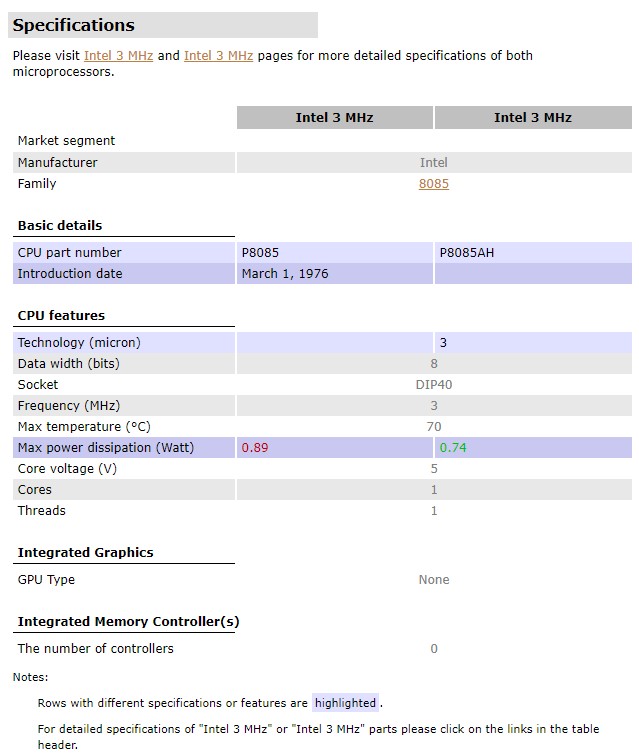 Specifications
Please visit Intel 3 MHz and Intel 3 MHz pages for more detailed specifications of both
microprocessors.
Intel 3 MHz Intel 3 MHz
Market segment
Manufacturer Intel
Family 8085
Basic details
CPU part number P8085 P8085AH
Introduction date March 1, 1976
CPU features
Technology (micron) 3
Data width (bits) 8
Socket DIP40
Frequency (MHz) 3
Max temperature (°C) 70
Max power dissipation (Watt) 0.89 0.74
Core voltage (V) 5
Cores 1
Threads 1
Integrated Graphics
GPU Type None
Integrated Memory Controller(s)
The number of controllers 0
Notes:
Rows with different specifications or features are highlighted.
For detailed specifications of "Intel 3 MHz" or "Intel 3 MHz" parts please click on the links in the table
header.